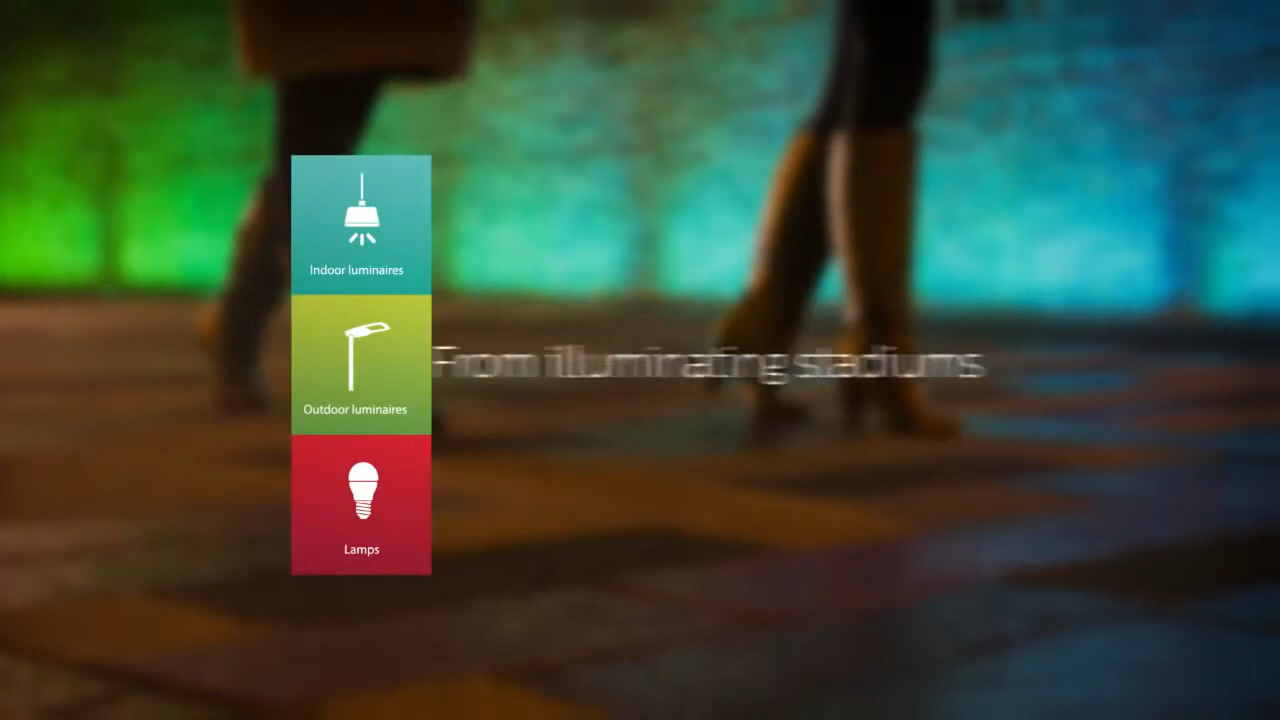 Indoor luminaires
From illuminating stadiums
Outdoor luminaires
Lamps